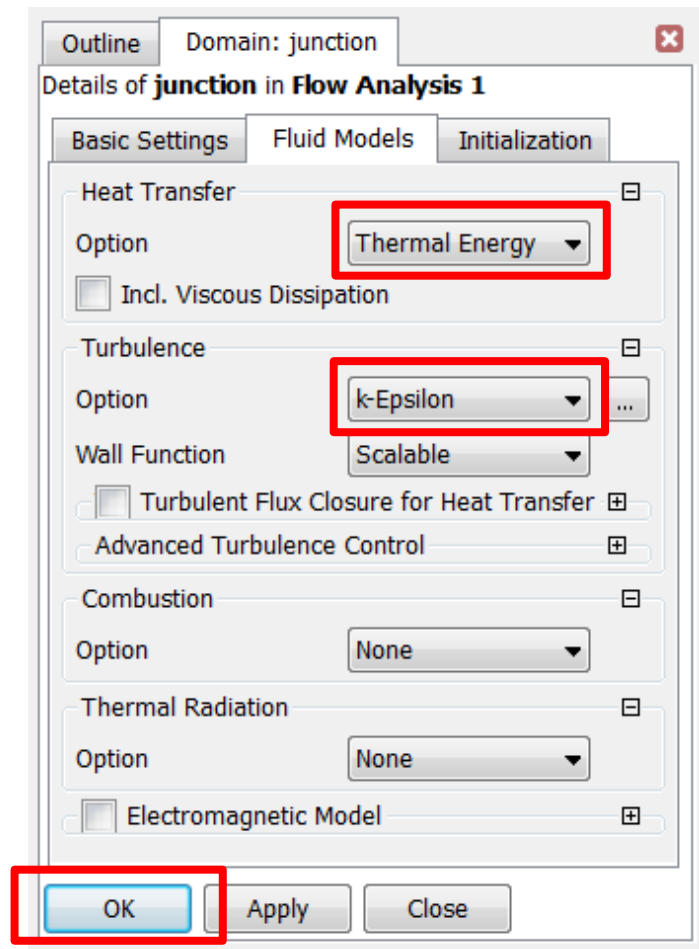 Outline Domain: junction
Details of junction in Flow Analysis 1
Basic Settings Fluid Models Initialization
Heat Transfer
Option Thermal Energy
Incl. Viscous Dissipation
Turbulence
Option k-Epsilon ...
Wall Function Scalable
Turbulent Flux Closure for Heat Transfer
Advanced Turbulence Control
Combustion
Option None
Thermal Radiation
Option None
Electromagnetic Model
OK Apply Close